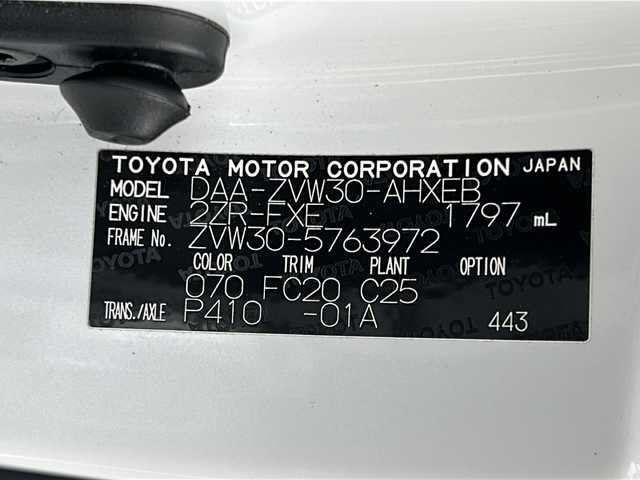 TOYOTA MOTOR CORPORATION JAPAN
MODEL DAA-ZVW30-AHXEB
ENGINE 2ZR-FXE 1797 mL
FRAME No. ZVW30-5763972
COLOR TRIM PLANT OPTION
070 FC20 C25
TRANS./AXLE P410 -01A 443